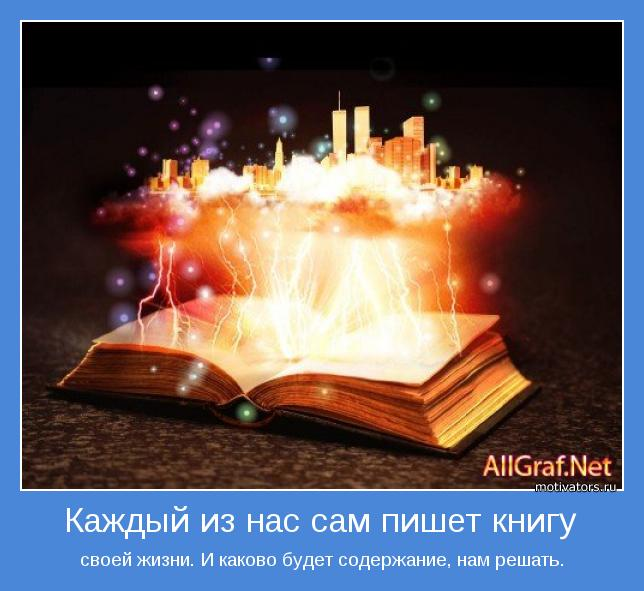 AllGraf.Net
motivators.ru
Каждый из нас сам пишет книгу
своей жизни. И каково будет содержание, нам решать.